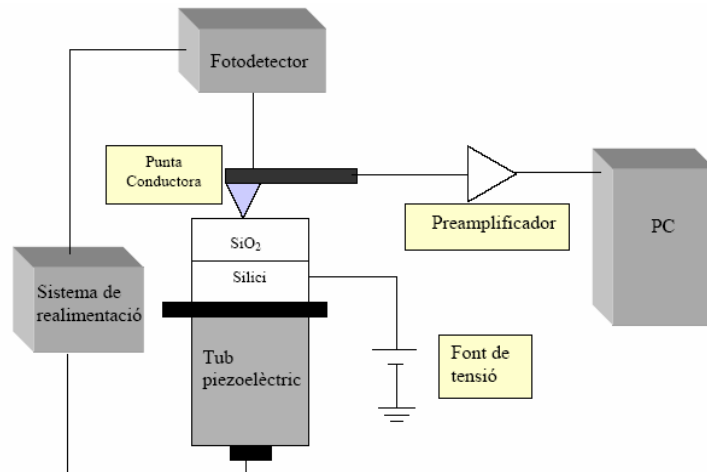 Fotodetector
Punta
Conductora
Preamplificador
PC
SiO₂
Silici
Sistema de
realimentació
Tub
piezoelèctric
Font de
tensió